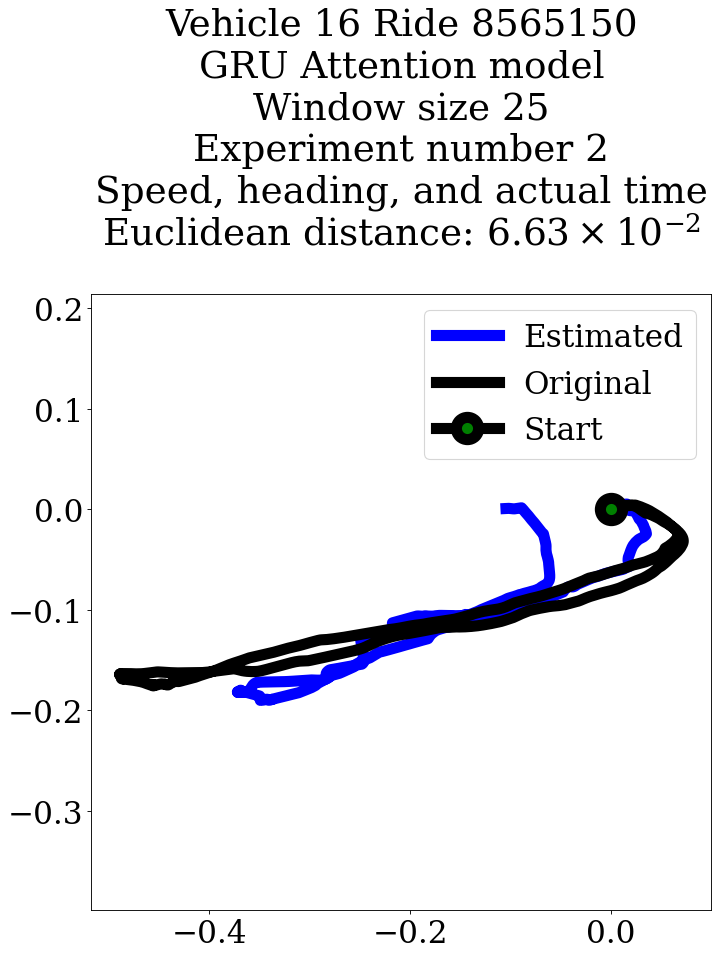 Vehicle 16 Ride 8565150
GRU Attention model
Window size 25
Experiment number 2
Speed, heading, and actual time
Euclidean distance: 6.63 × 10⁻²
Estimated
Original
Start
0.2
0.1
0.0
−0.1
−0.2
−0.3
−0.4 −0.2 0.0